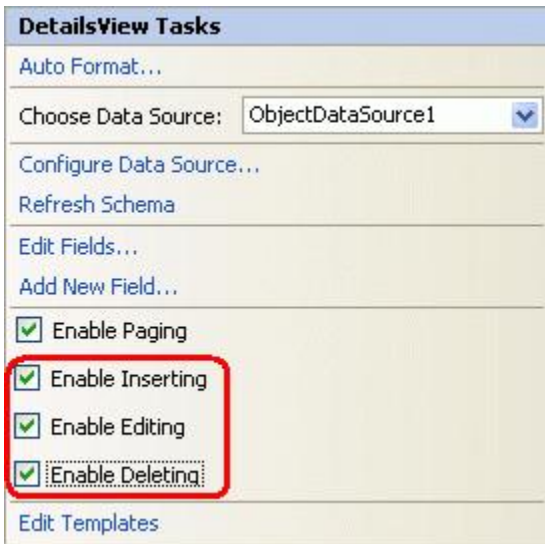 DetailsView Tasks
Auto Format...
Choose Data Source: ObjectDataSource1
Configure Data Source...
Refresh Schema
Edit Fields...
Add New Field...
Enable Paging
Enable Inserting
Enable Editing
Enable Deleting
Edit Templates